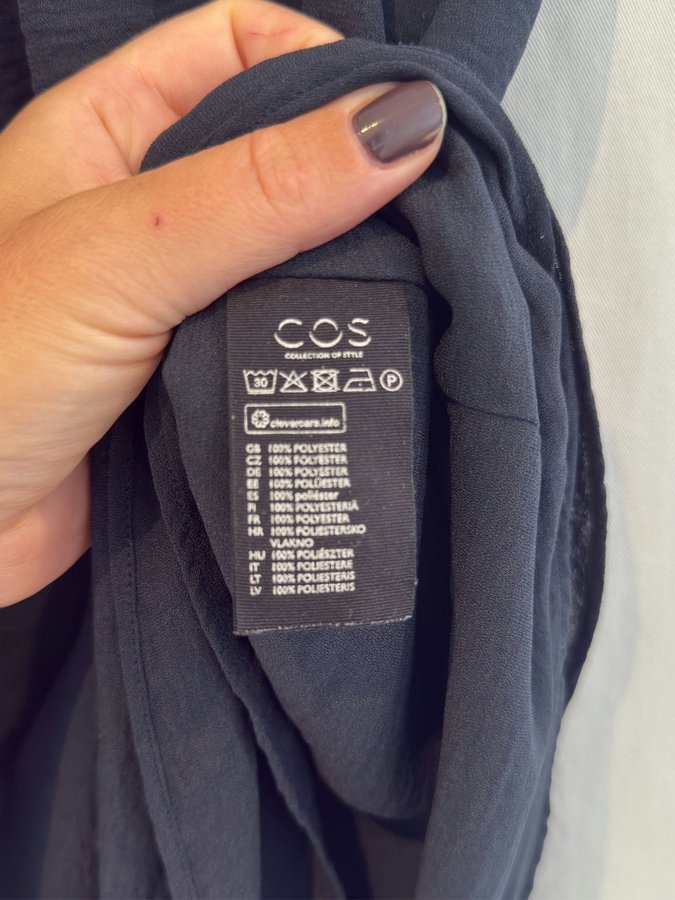 COS
COLLECTION OF STYLE
30 P
clevercare.info
GB 100% POLYESTER
CZ 100% POLYESTER
DE 100% POLYESTER
EE 100% POLÜESTER
ES 100% poliéster
FI 100% POLYESTERIÄ
FR 100% POLYESTER
HR 100% POLIESTERSKO
VLAKNO
HU 100% POLIÉSZTER
IT 100% POLIESTERE
LT 100% POLIESTERIS
LV 100% POLIESTERIS